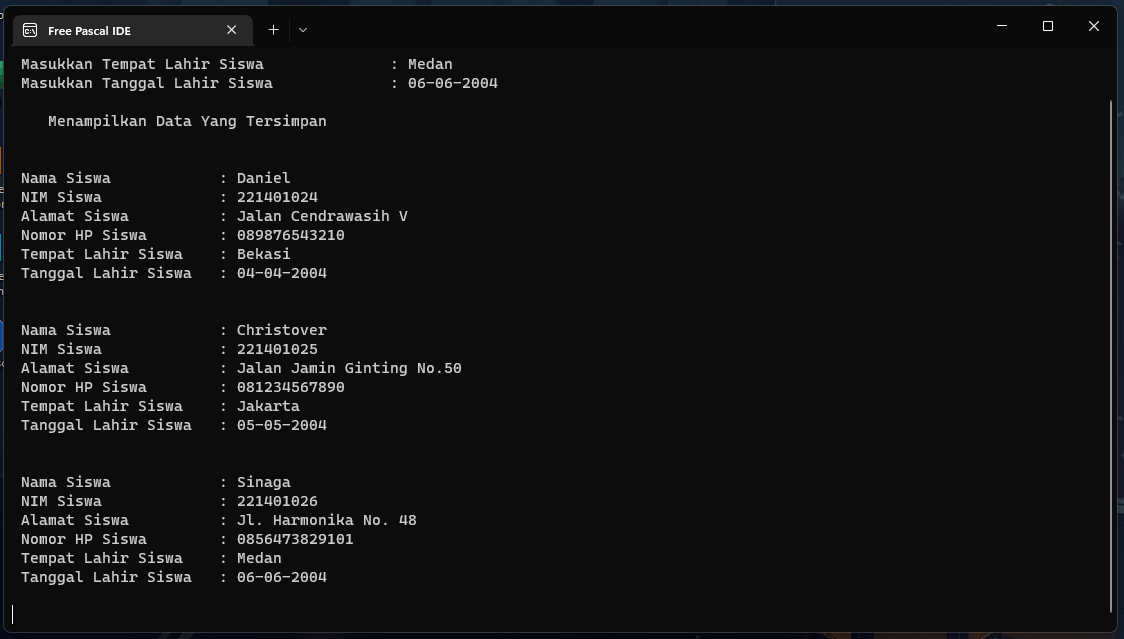 Free Pascal IDE
Masukkan Tempat Lahir Siswa : Medan
Masukkan Tanggal Lahir Siswa : 06-06-2004
Menampilkan Data Yang Tersimpan
Nama Siswa : Daniel
NIM Siswa : 221401024
Alamat Siswa : Jalan Cendrawasih V
Nomor HP Siswa : 089876543210
Tempat Lahir Siswa : Bekasi
Tanggal Lahir Siswa : 04-04-2004
Nama Siswa : Christover
NIM Siswa : 221401025
Alamat Siswa : Jalan Jamin Ginting No.50
Nomor HP Siswa : 081234567890
Tempat Lahir Siswa : Jakarta
Tanggal Lahir Siswa : 05-05-2004
Nama Siswa : Sinaga
NIM Siswa : 221401026
Alamat Siswa : Jl. Harmonika No. 48
Nomor HP Siswa : 0856473829101
Tempat Lahir Siswa : Medan
Tanggal Lahir Siswa : 06-06-2004